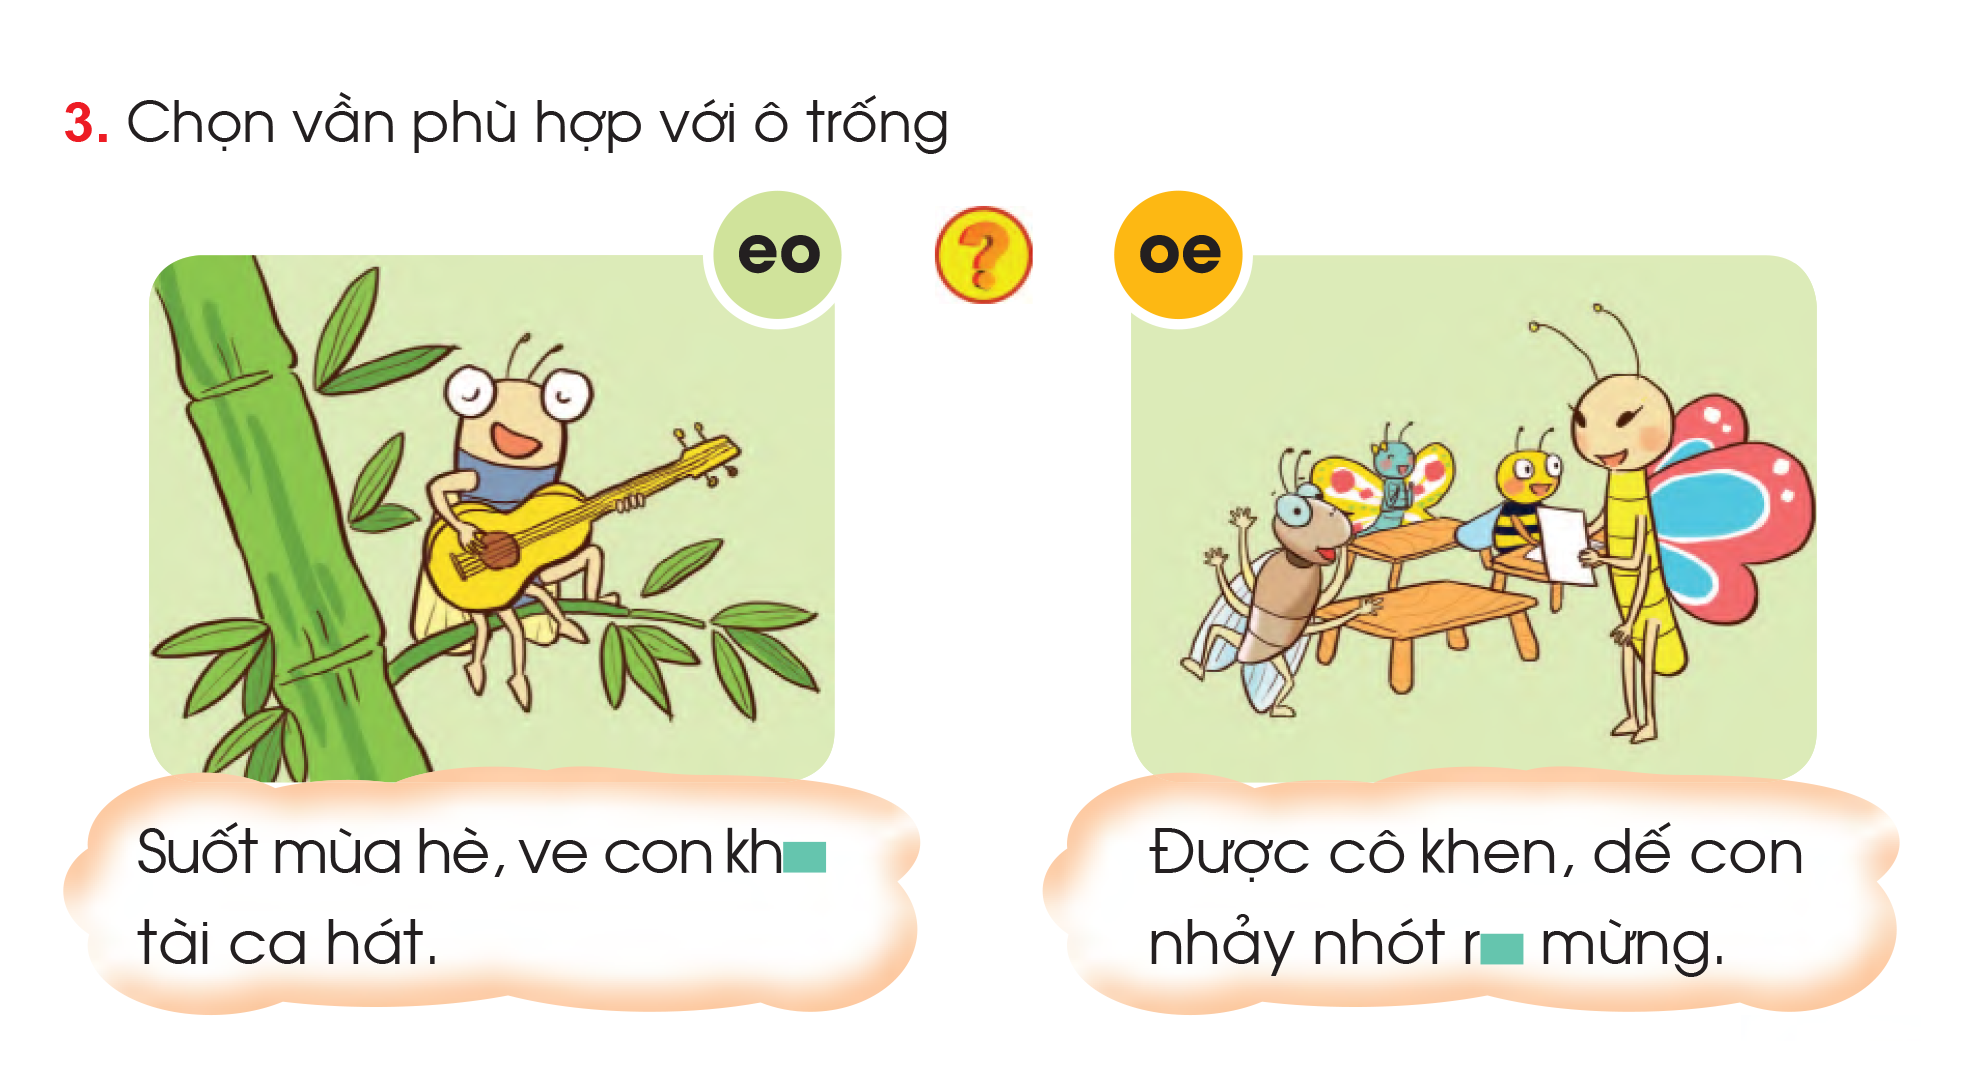 3. Chọn vần phù hợp với ô trống
eo ? oe
Suốt mùa hè, ve con kh
tài ca hát.
Được cô khen, dế con
nhảy nhót r mừng.